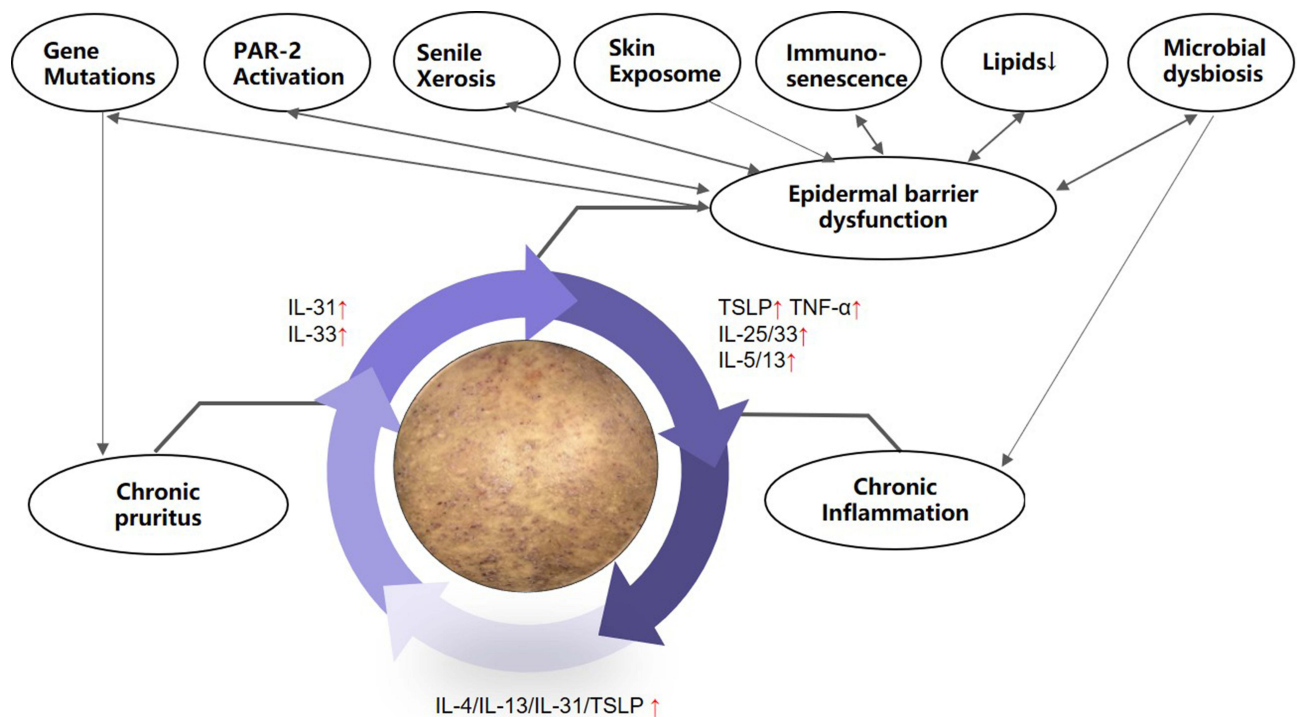 Gene
Mutations
PAR-2
Activation
Senile
Xerosis
Skin
Exposome
Immuno-
senescence
Lipids↓
Microbial
dysbiosis
Epidermal barrier
dysfunction
IL-31↑
IL-33↑
TSLP↑ TNF-α↑
IL-25/33↑
IL-5/13↑
Chronic
pruritus
Chronic
Inflammation
IL-4/IL-13/IL-31/TSLP ↑